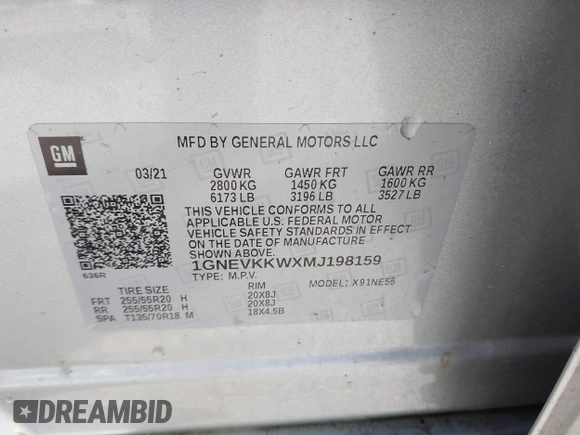 GM
MFD BY GENERAL MOTORS LLC
03/21 GVWR GAWR FRT GAWR RR
2800 KG 1450 KG 1600 KG
6173 LB 3196 LB 3527 LB
THIS VEHICLE CONFORMS TO ALL
APPLICABLE U.S. FEDERAL MOTOR
VEHICLE SAFETY STANDARDS IN EFFECT
ON THE DATE OF MANUFACTURE
SHOWN ABOVE.
1GNEVKKWXMJ198159
636R
TYPE: M.P.V. MODEL: X91NE56
TIRE SIZE RIM
FRT 255/55R20 H 20X8J
RR 255/55R20 H 20X8J
SPA T135/70R18 M 18X4.5B
DREAMBID